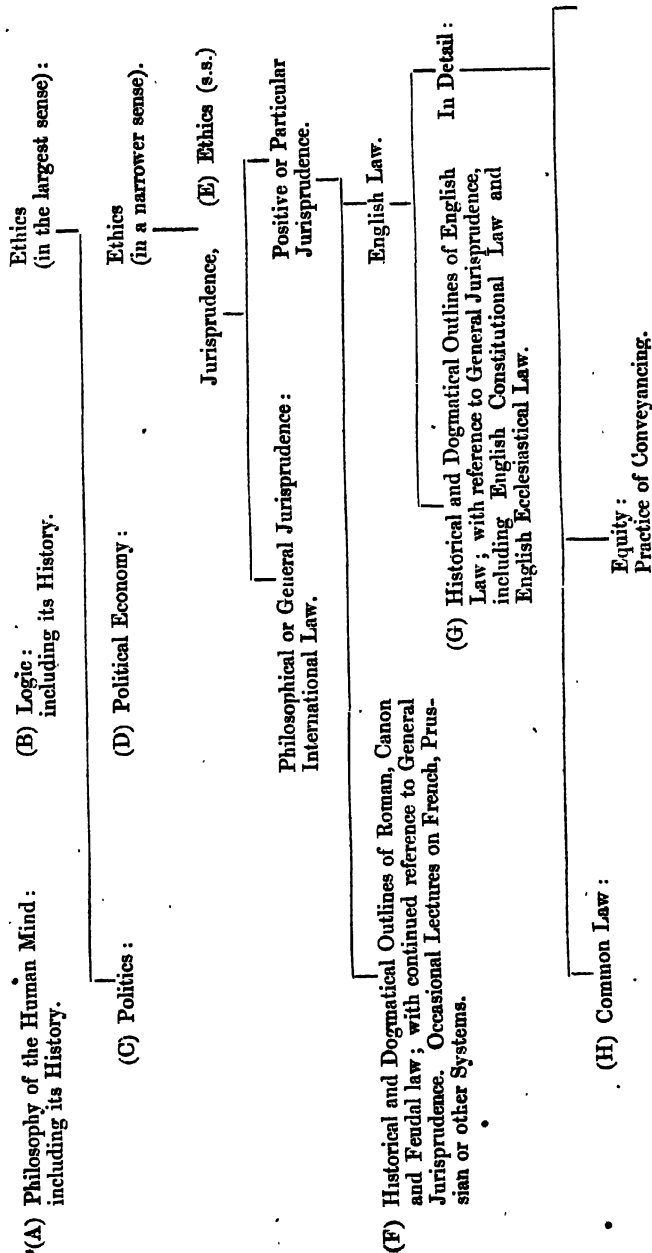 (A) Philosophy of the Human Mind :
including its History.
(B) Logic :
including its History.
Ethics
(in the largest sense) :
(C) Politics :
(D) Political Economy :
Ethics
(in a narrower sense).
Jurisprudence,
(E) Ethics (s.s.)
Philosophical or General Jurisprudence :
International Law.
Positive or Particular
Jurisprudence.
(F) Historical and Dogmatical Outlines of Roman, Canon
and Feudal law ; with continued reference to General
Jurisprudence. Occasional Lectures on French, Prus-
sian or other Systems.
English Law.
(G) Historical and Dogmatical Outlines of English
Law ; with reference to General Jurisprudence,
including English Constitutional Law and
English Ecclesiastical Law.
In Detail :
(H) Common Law :
Equity :
Practice of Conveyancing.